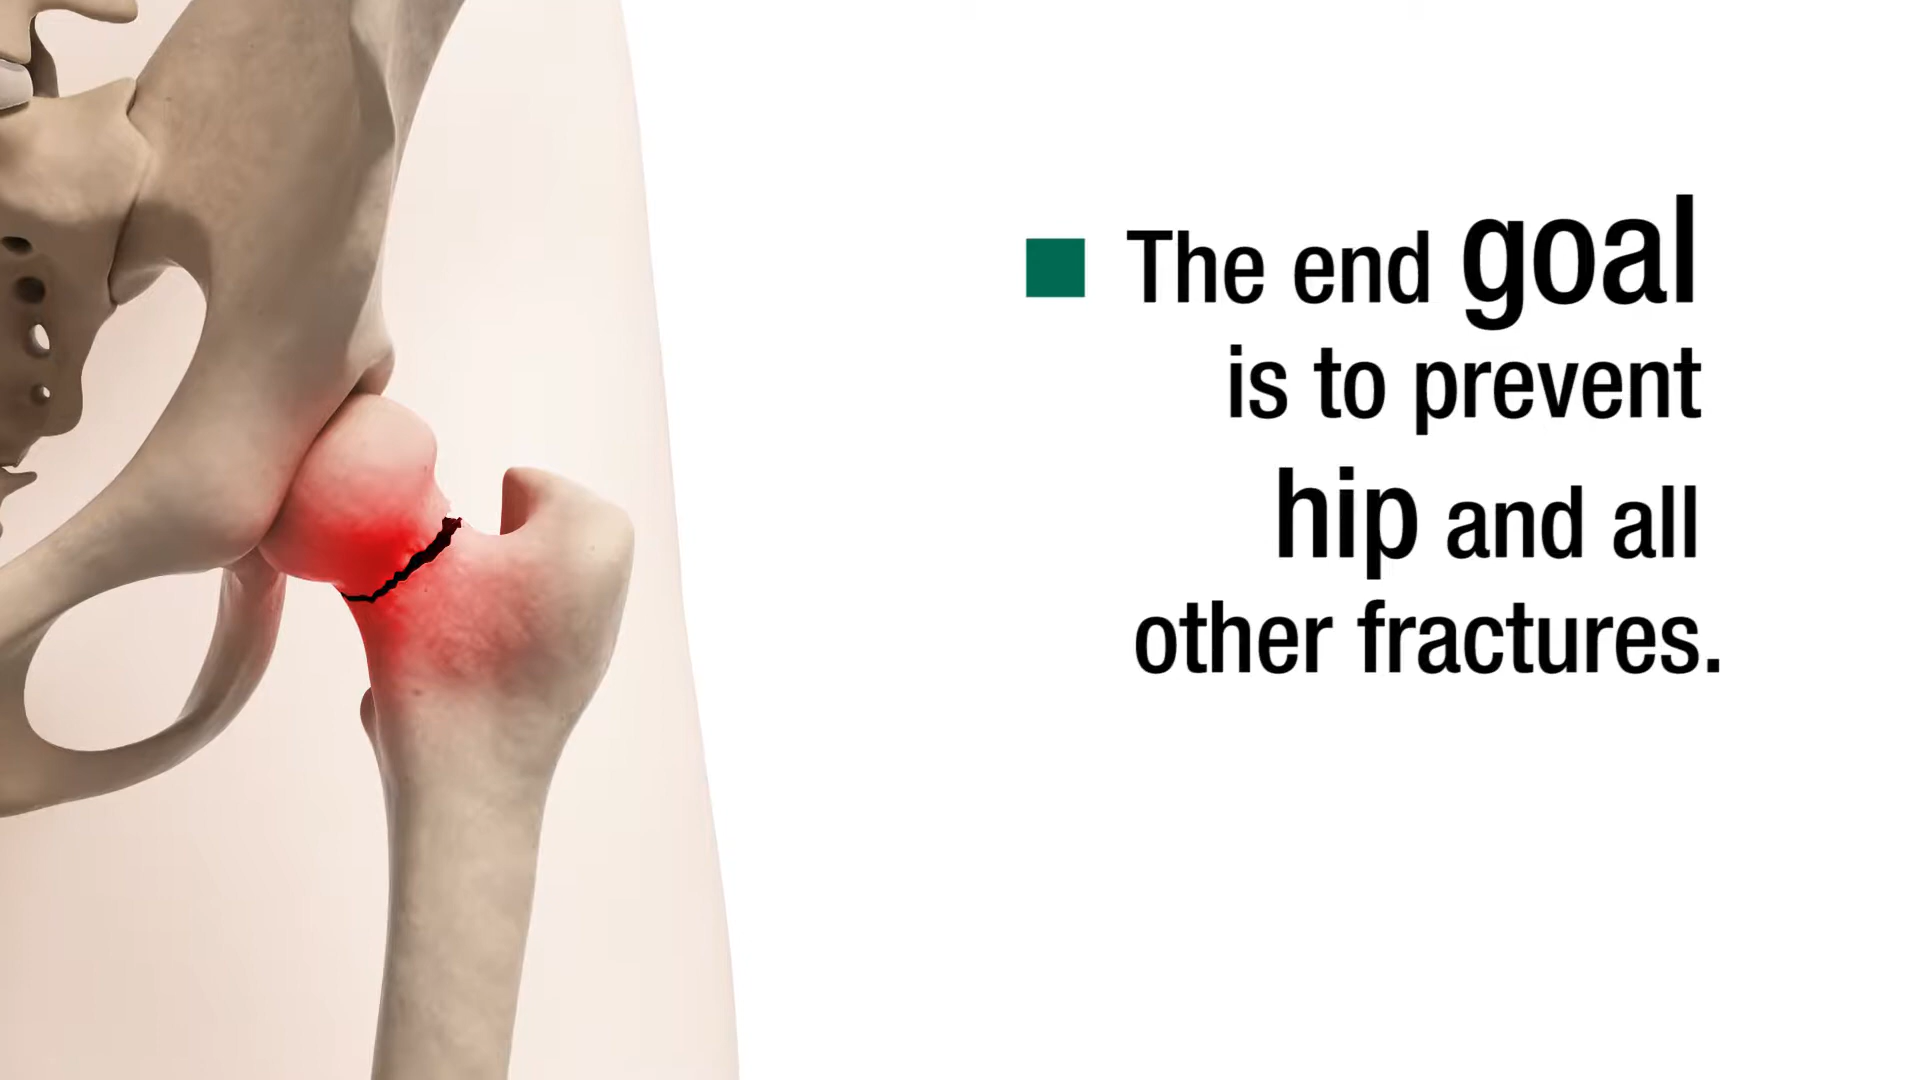 The end goal
is to prevent
hip and all
other fractures.